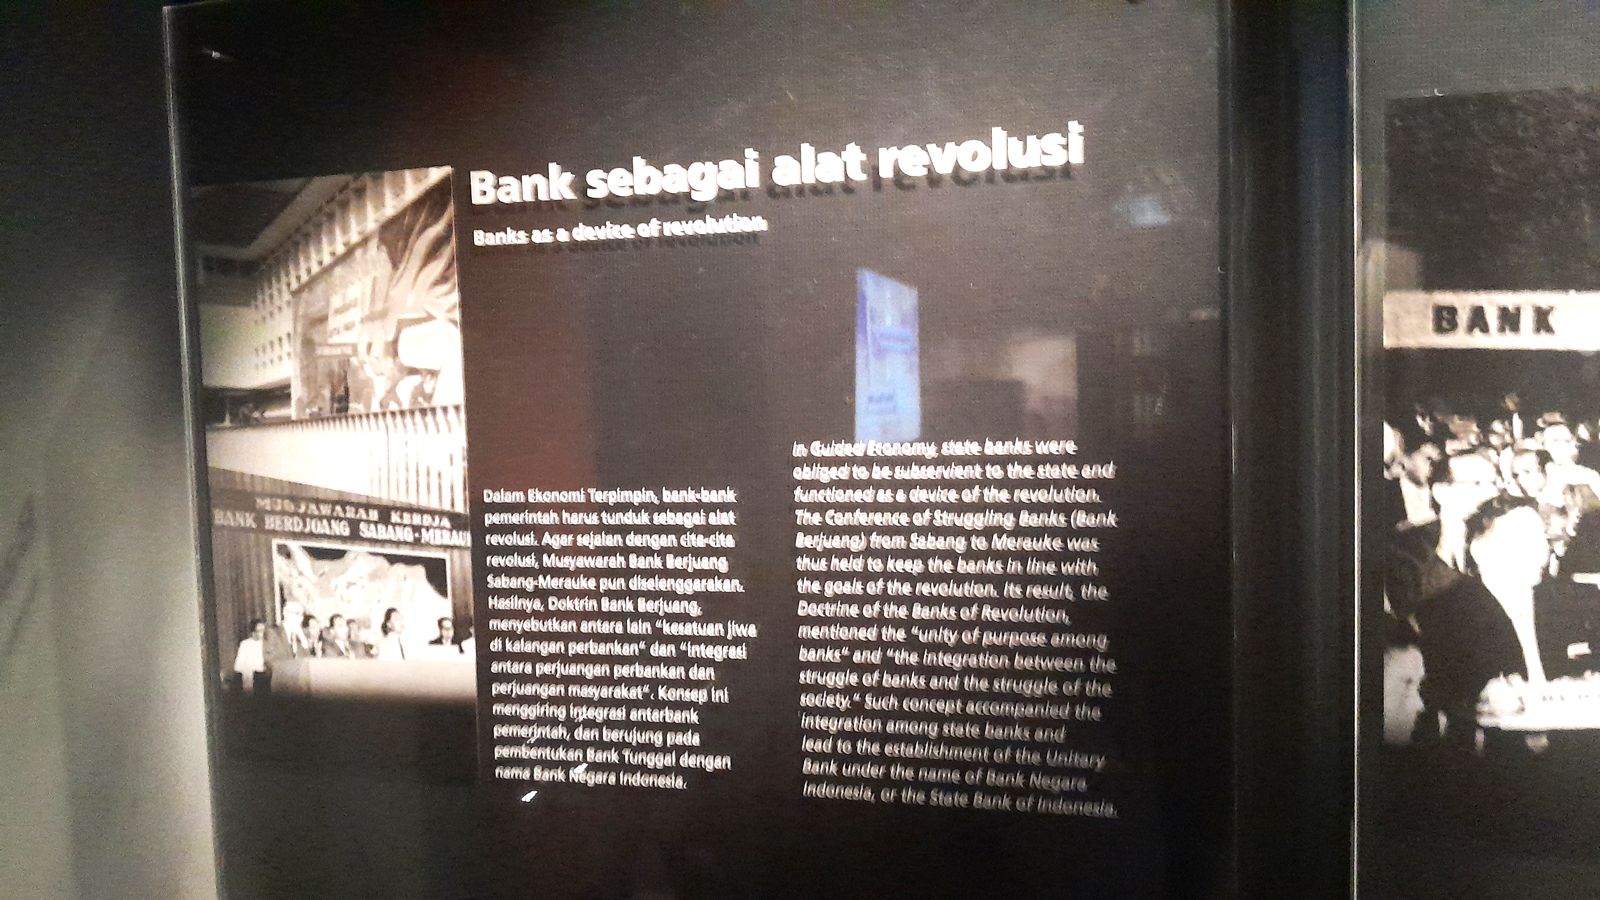 Bank sebagai alat revolusi
Banks as a device of revolution
MUSJAWARAH KERDJA
BANK BERDJOANG SABANG-MERAU
Dalam Ekonomi Terpimpin, bank-bank
pemerintah harus tunduk sebagai alat
revolusi. Agar sejalan dengan cita-cita
revolusi, Musyawarah Bank Berjuang
Sabang-Merauke pun diselenggarakan.
Hasilnya, Doktrin Bank Berjuang,
menyebutkan antara lain "kesatuan jiwa
di kalangan perbankan" dan "integrasi
antara perjuangan perbankan dan
perjuangan masyarakat". Konsep ini
menggiring integrasi antarbank
pemerintah, dan berujung pada
pembentukan Bank Tunggal dengan
nama Bank Negara Indonesia.
In Guided Economy, state banks were
obliged to be subservient to the state and
functioned as a device of the revolution.
The Conference of Struggling Banks (Bank
Berjuang) from Sabang to Merauke was
thus held to keep the banks in line with
the goals of the revolution. Its result, the
Doctrine of the Banks of Revolution,
mentioned the "unity of purpose among
banks" and "the integration between the
struggle of banks and the struggle of the
society." Such concept accompanied the
integration among state banks and
lead to the establishment of the Unitary
Bank under the name of Bank Negara
Indonesia, or the State Bank of Indonesia.
BANK